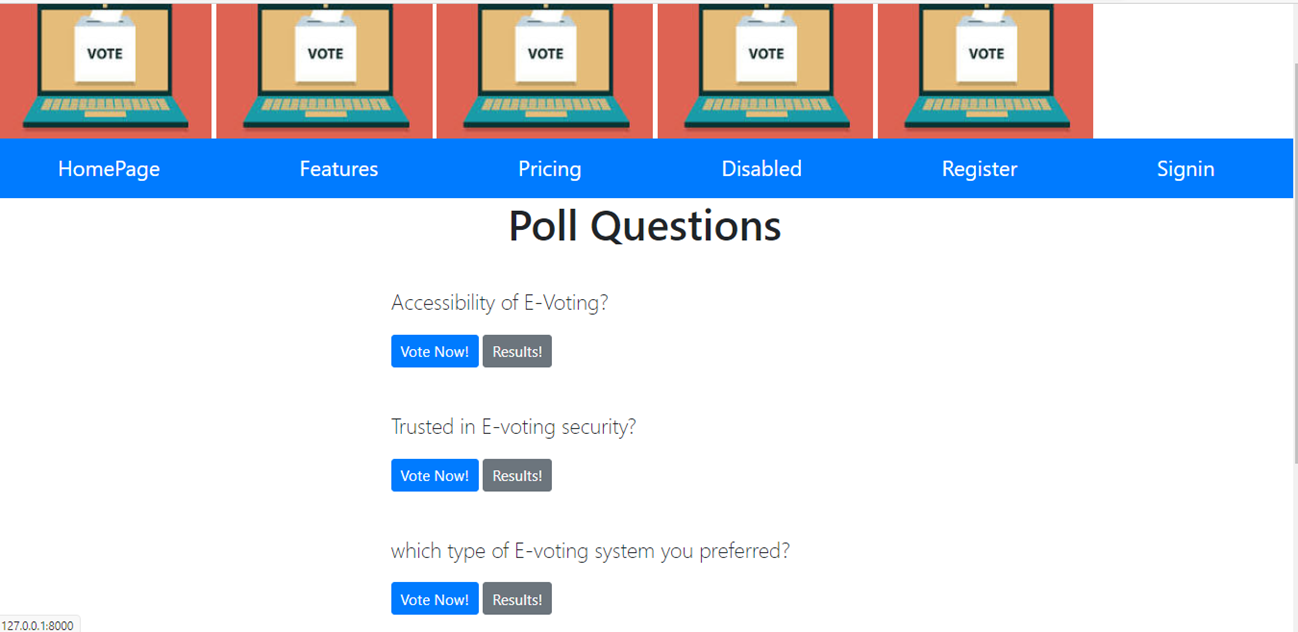 VOTE VOTE VOTE VOTE VOTE
HomePage Features Pricing Disabled Register Signin
Poll Questions
Accessibility of E-Voting?
Vote Now! Results!
Trusted in E-voting security?
Vote Now! Results!
which type of E-voting system you preferred?
Vote Now! Results!
127.0.0.1:8000